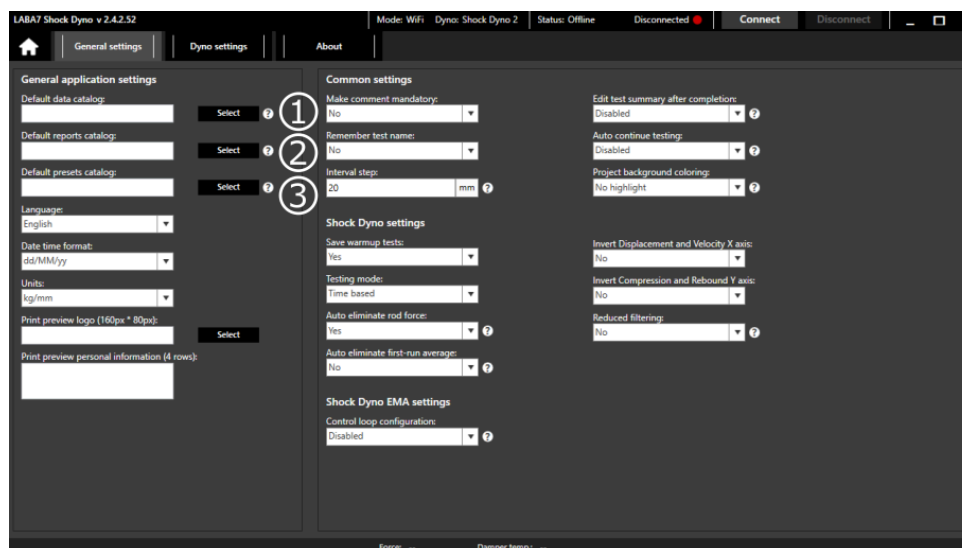 LABA7 Shock Dyno v 2.4.2.52
Mode: WiFi Dyno: Shock Dyno 2 Status: Offline Disconnected Connect Disconnect
General settings Dyno settings About
General application settings
Default data catalog:
Select ? 1
Default reports catalog:
Select ? 2
Default presets catalog:
Select ? 3
Language:
English
Date time format:
dd/MM/yy
Units:
kg/mm
Print preview logo (160px * 80px):
Select
Print preview personal information (4 rows):
Common settings
Make comment mandatory:
No
Remember test name:
No
Interval step:
20 mm ?
Edit test summary after completion:
Disabled ?
Auto continue testing:
Disabled
Project background coloring:
No highlight ?
Shock Dyno settings
Save warmup tests:
Yes
Testing mode:
Time based
Auto eliminate rod force:
Yes ?
Auto eliminate first-run average:
No ?
Invert Displacement and Velocity X axis:
No
Invert Compression and Rebound Y axis:
No
Reduced filtering:
No ?
Shock Dyno EMA settings
Control loop configuration:
Disabled ?
Force: -- Damper temp.: --